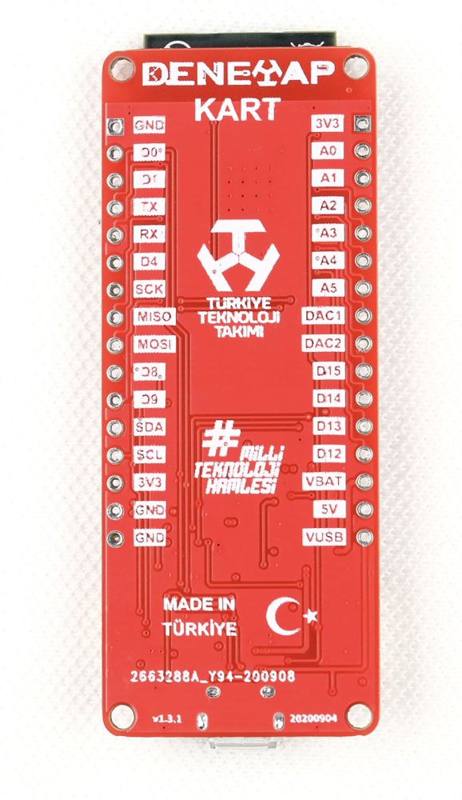 DENEYAP
KART
GND 3V3
D0 A0
D1 A1
TX A2
RX A3
D4 A4
SCK A5
MISO DAC1
MOSI DAC2
D8 D15
D9 D14
SDA D13
SCL D12
3V3 VBAT
GND 5V
GND VUSB
TÜRKİYE
TEKNOLOJİ
TAKIMI
#MİLLİ
TEKNOLOJİ
HAMLESİ
MADE IN
TÜRKİYE
2663288A_Y94-200908
v1.3.1 20200904